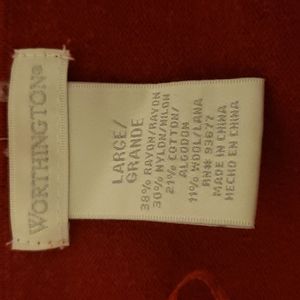 WORTHINGTON®
LARGE/
GRANDE
38% RAYON/RAYON
30% NYLON/NILON
21% COTTON/
ALGODON
11% WOOL/LANA
RN# 93677
MADE IN CHINA
HECHO EN CHINA